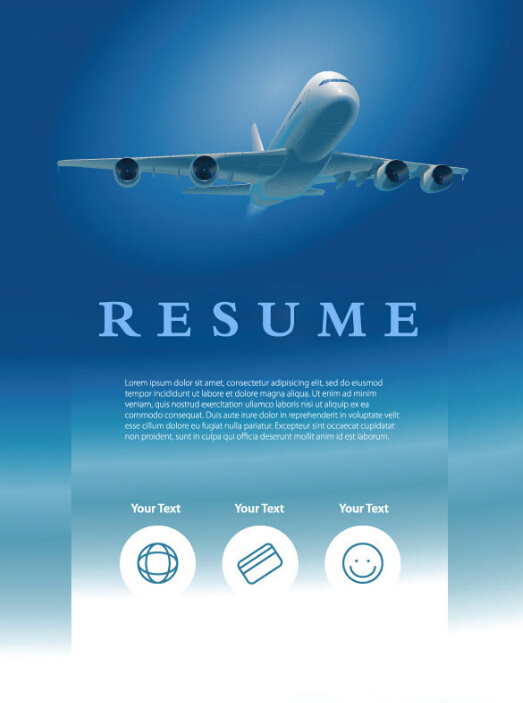 RESUME
Lorem ipsum dolor sit amet, consectetur adipisicing elit, sed do eiusmod
tempor incididunt ut labore et dolore magna aliqua. Ut enim ad minim
veniam, quis nostrud exercitation ullamco laboris nisi ut aliquip ex ea
commodo consequat. Duis aute irure dolor in reprehenderit in voluptate velit
esse cillum dolore eu fugiat nulla pariatur. Excepteur sint occaecat cupidatat
non proident, sunt in culpa qui officia deserunt mollit anim id est laborum.
Your Text Your Text Your Text